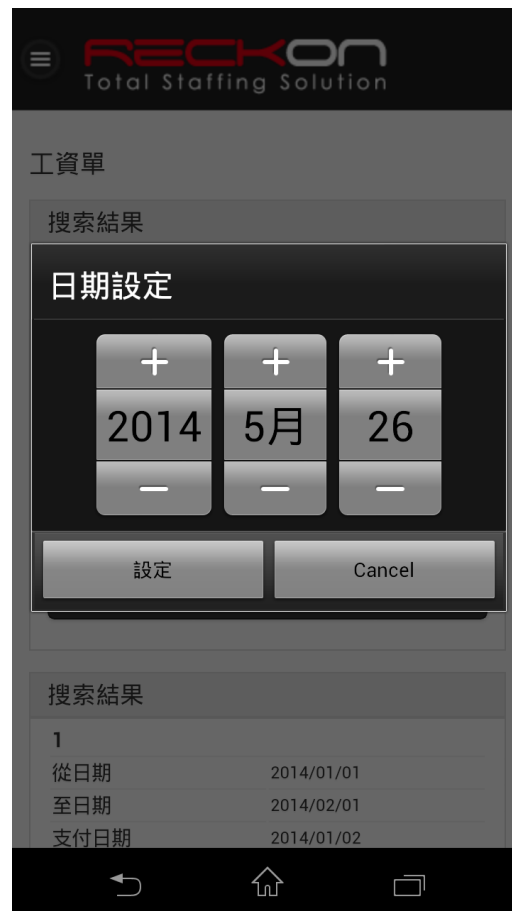 RECKON
Total Staffing Solution
工資單
搜索結果
日期設定
+ + +
2014 5月 26
− − −
設定 Cancel
搜索結果
1
從日期 2014/01/01
至日期 2014/02/01
支付日期 2014/01/02